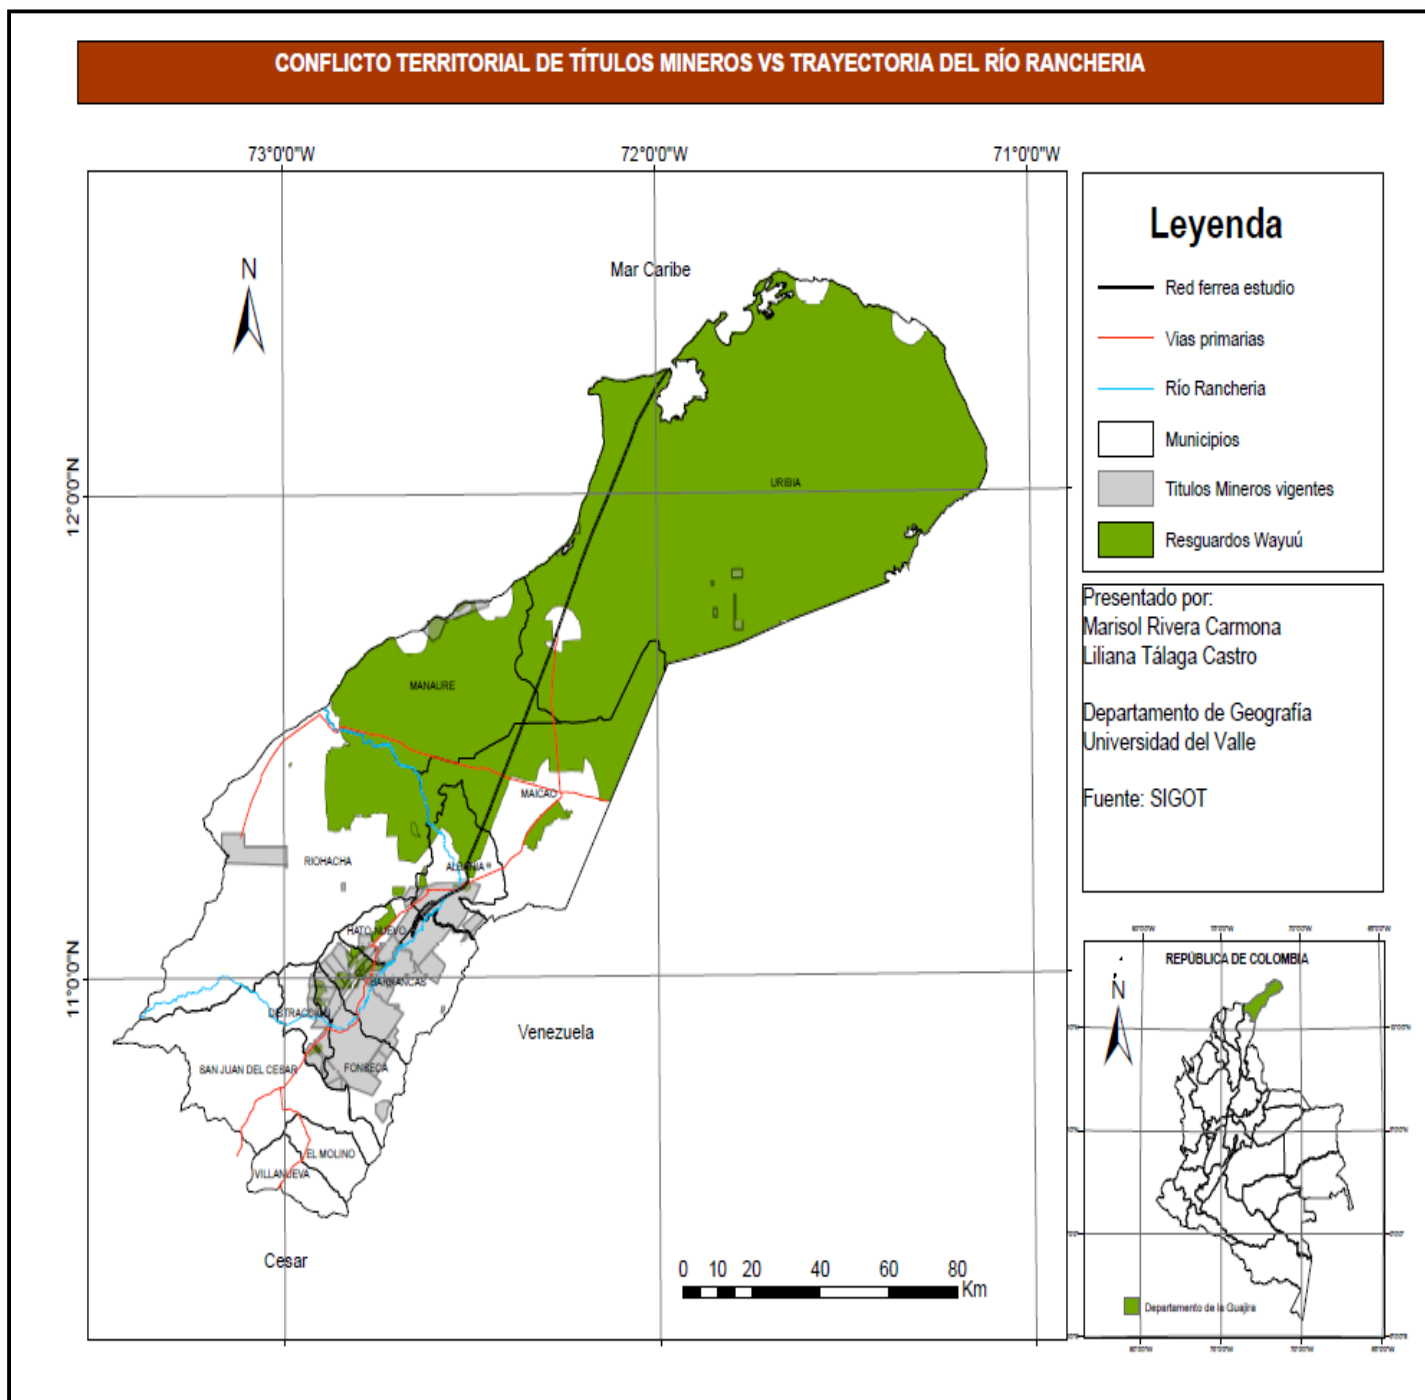 CONFLICTO TERRITORIAL DE TÍTULOS MINEROS VS TRAYECTORIA DEL RÍO RANCHERIA
73°0'0"W
72°0'0"W
71°0'0"W
N
Mar Caribe
12°0'0"N
11°0'0"N
URIBIA
MANAURE
MAICAO
RIOHACHA
ALBANIA
HATO NUEVO
BARRANCAS
DISTRACCION
FONSECA
SAN JUAN DEL CESAR
EL MOLINO
VILLANUEVA
Venezuela
Cesar
0 10 20 40 60 80
Km
Leyenda
Red ferrea estudio
Vias primarias
Río Rancheria
Municipios
Titulos Mineros vigentes
Resguardos Wayuú
Presentado por:
Marisol Rivera Carmona
Liliana Tálaga Castro
Departamento de Geografía
Universidad del Valle
Fuente: SIGOT
REPÚBLICA DE COLOMBIA
N
Departamento de la Guajira